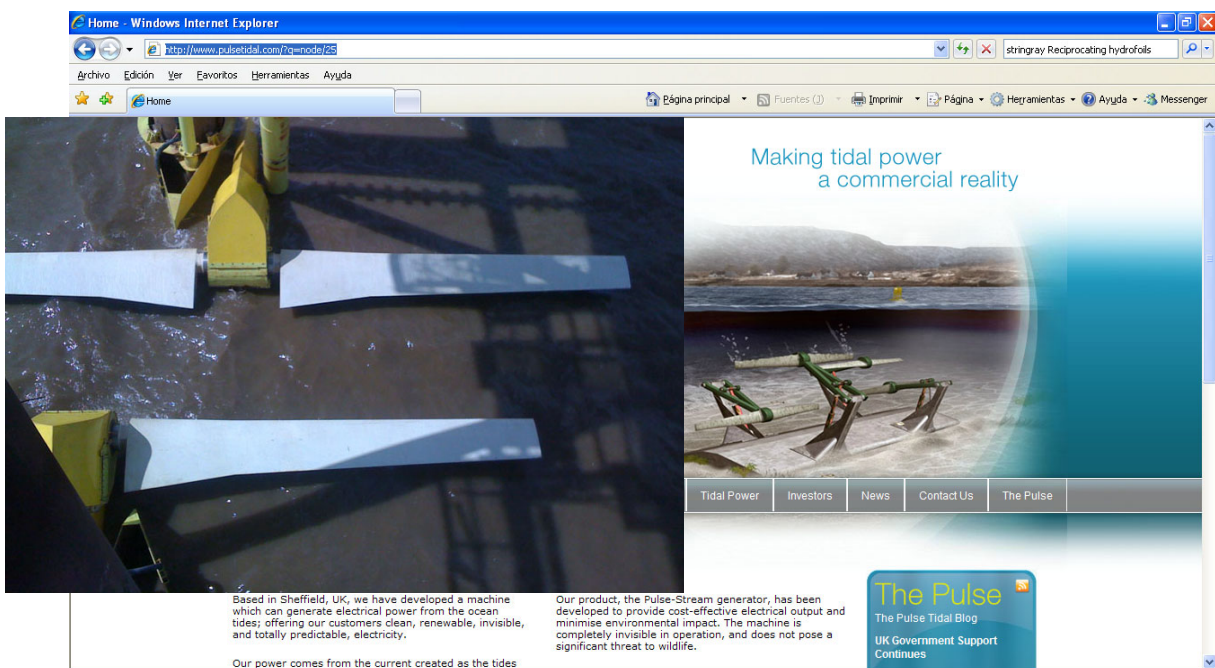 Home - Windows Internet Explorer
http://www.pulsetidal.com/?q=node/25
stringray Reciprocating hydrofoils
Archivo Edición Ver Favoritos Herramientas Ayuda
Home
Página principal Fuentes (J) Imprimir Página Herramientas Ayuda Messenger
Making tidal power
a commercial reality
Tidal Power Investors News Contact Us The Pulse
Based in Sheffield, UK, we have developed a machine
which can generate electrical power from the ocean
tides; offering our customers clean, renewable, invisible,
and totally predictable, electricity.
Our power comes from the current created as the tides
Our product, the Pulse-Stream generator, has been
developed to provide cost-effective electrical output and
minimise environmental impact. The machine is
completely invisible in operation, and does not pose a
significant threat to wildlife.
The Pulse
The Pulse Tidal Blog
UK Government Support
Continues